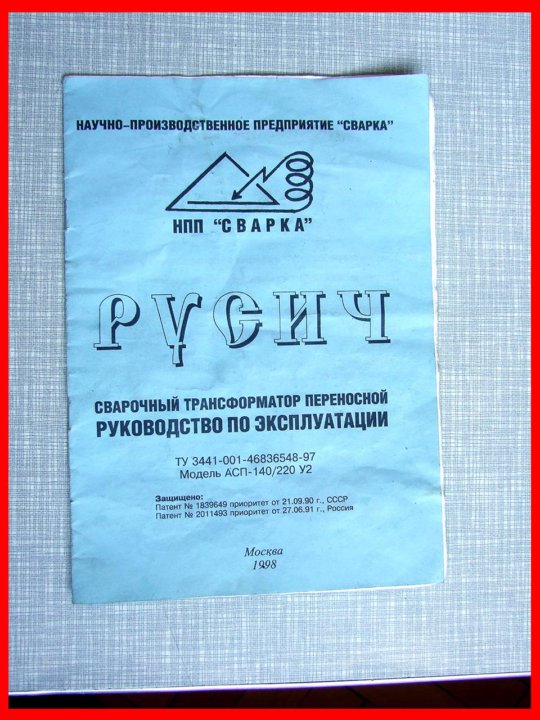 НАУЧНО-ПРОИЗВОДСТВЕННОЕ ПРЕДПРИЯТИЕ "СВАРКА"
НПП "СВАРКА"
РУСИЧ
СВАРОЧНЫЙ ТРАНСФОРМАТОР ПЕРЕНОСНОЙ
РУКОВОДСТВО ПО ЭКСПЛУАТАЦИИ
ТУ 3441-001-46836548-97
Модель АСП-140/220 У2
Защищено:
Патент № 1839649 приоритет от 21.09.90 г., СССР
Патент № 2011493 приоритет от 27.06.91 г., Россия
Москва
1998